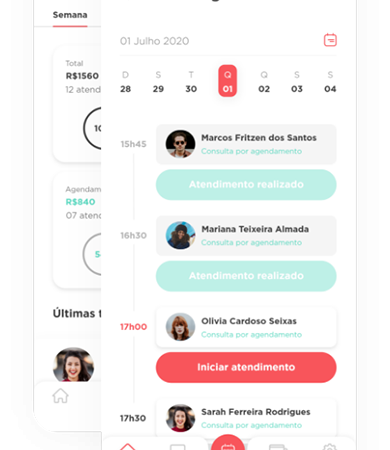 Semana
Total
R$1560
12 atend
10
Agendam
R$840
07 atend
Últimas t
01 Julho 2020
D S T Q Q S S
28 29 30 01 02 03 04
15h45
Marcos Fritzen dos Santos
Consulta por agendamento
Atendimento realizado
16h30
Mariana Teixeira Almada
Consulta por agendamento
Atendimento realizado
17h00
Olivia Cardoso Seixas
Consulta por agendamento
Iniciar atendimento
17h30
Sarah Ferreira Rodrigues
Consulta por agendamento